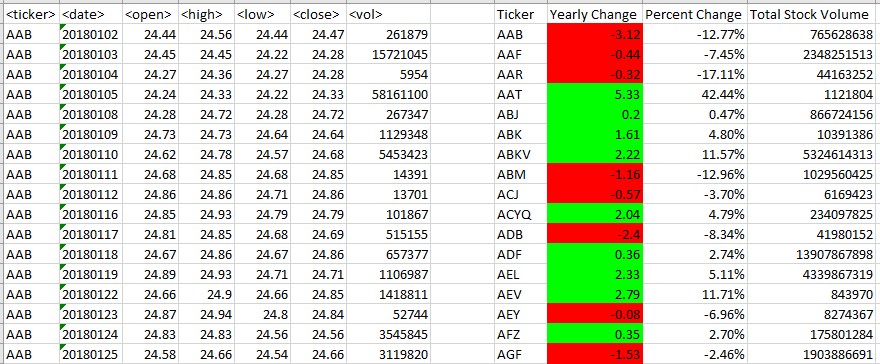 <ticker> <date> <open> <high> <low> <close> <vol> Ticker Yearly Change Percent Change Total Stock Volume
AAB 20180102 24.44 24.56 24.44 24.47 261879 AAB -3.12 -12.77% 765628638
AAB 20180103 24.45 24.45 24.22 24.28 15721045 AAF -0.44 -7.45% 2348251513
AAB 20180104 24.27 24.36 24.27 24.28 5954 AAR -0.32 -17.11% 44163252
AAB 20180105 24.24 24.33 24.22 24.33 58161100 AAT 5.33 42.44% 1121804
AAB 20180108 24.28 24.72 24.28 24.72 267347 ABJ 0.2 0.47% 866724156
AAB 20180109 24.73 24.73 24.64 24.64 1129348 ABK 1.61 4.80% 10391386
AAB 20180110 24.62 24.78 24.57 24.68 5453423 ABKV 2.22 11.57% 5324614313
AAB 20180111 24.68 24.85 24.68 24.85 14391 ABM -1.16 -12.96% 1029560425
AAB 20180112 24.86 24.86 24.71 24.86 13701 ACJ -0.57 -3.70% 6169423
AAB 20180116 24.85 24.93 24.79 24.79 101867 ACYQ 2.04 4.79% 234097825
AAB 20180117 24.81 24.85 24.68 24.69 515155 ADB -2.4 -8.34% 41980152
AAB 20180118 24.67 24.86 24.67 24.86 657377 ADF 0.36 2.74% 13907867898
AAB 20180119 24.89 24.93 24.71 24.71 1106987 AEL 2.33 5.11% 4339867319
AAB 20180122 24.66 24.9 24.66 24.85 1418811 AEV 2.79 11.71% 843970
AAB 20180123 24.87 24.94 24.8 24.84 52744 AEY -0.08 -6.96% 8274367
AAB 20180124 24.83 24.83 24.56 24.56 3545845 AFZ 0.35 2.70% 175801284
AAB 20180125 24.58 24.66 24.54 24.66 3119820 AGF -1.53 -2.46% 1903886691